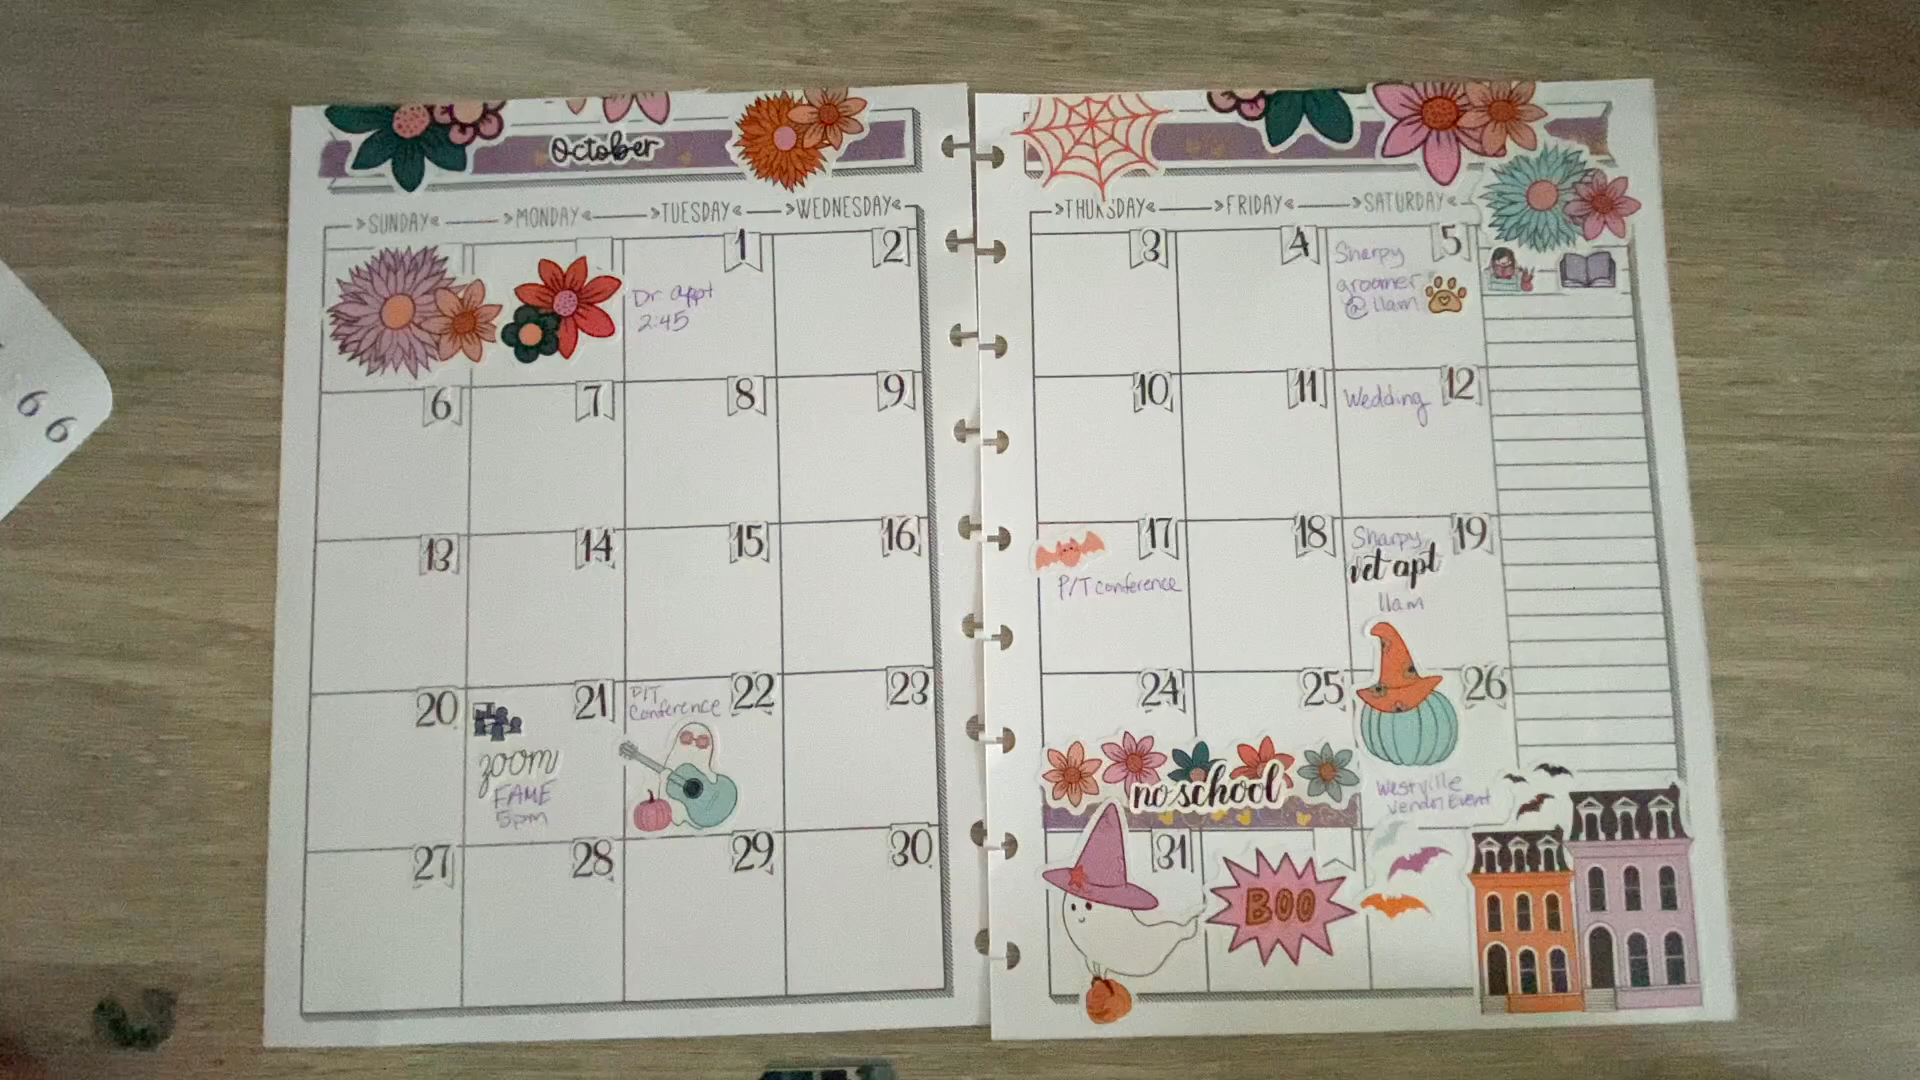 October
SUNDAY
MONDAY
TUESDAY
WEDNESDAY
THURSDAY
FRIDAY
SATURDAY
1
Dr appt
2:45
2
3
4
5
Sharpy
groomer
@ 11am
6
7
8
9
10
11
12
Wedding
13
14
15
16
17
P/T conference
18
19
Sharpy
vet apt
11am
20
21
zoom
FAME
5pm
22
P/T
Conference
23
24
25
no school
26
Westville
Vendor Event
27
28
29
30
31
BOO
66